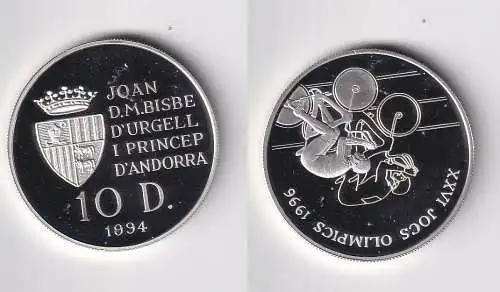 JOAN
D.M.BISBE
D'URGELL
I PRINCEP
D'ANDORRA
10 D.
1994
XXVI JOCS OLIMPICS 1996